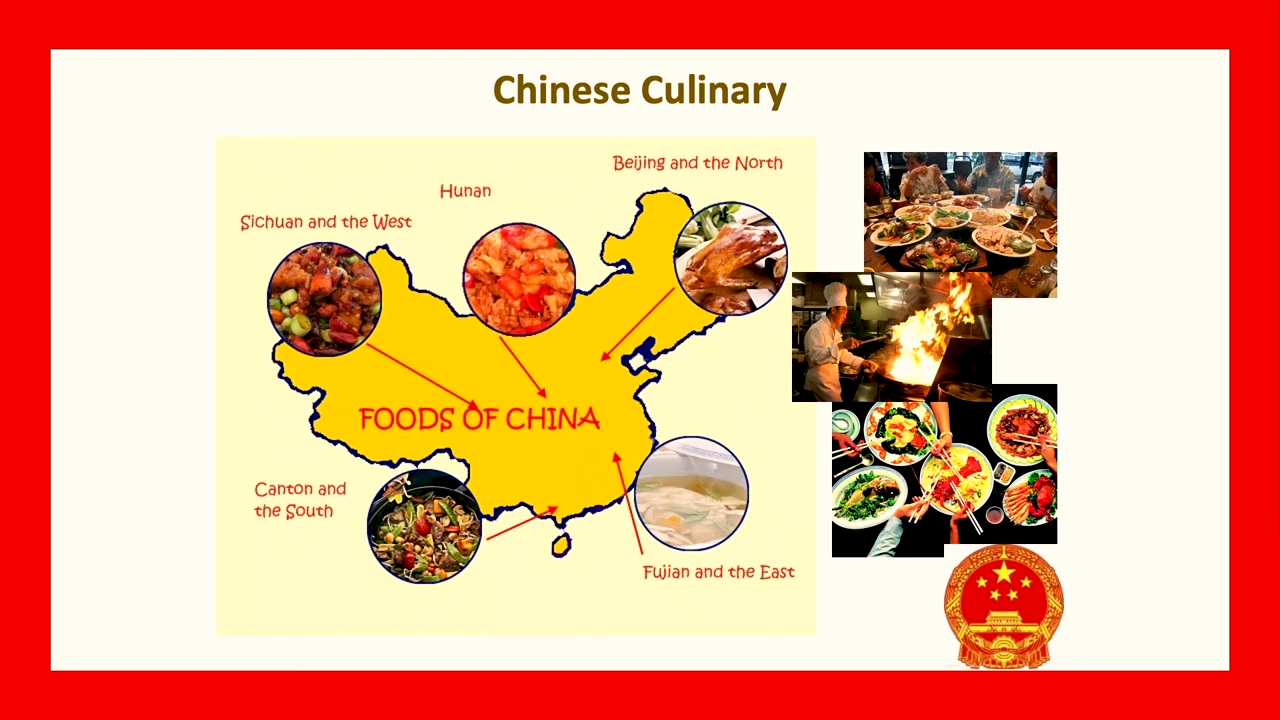 Chinese Culinary
Beijing and the North
Hunan
Sichuan and the West
FOODS OF CHINA
Canton and
the South
Fujian and the East